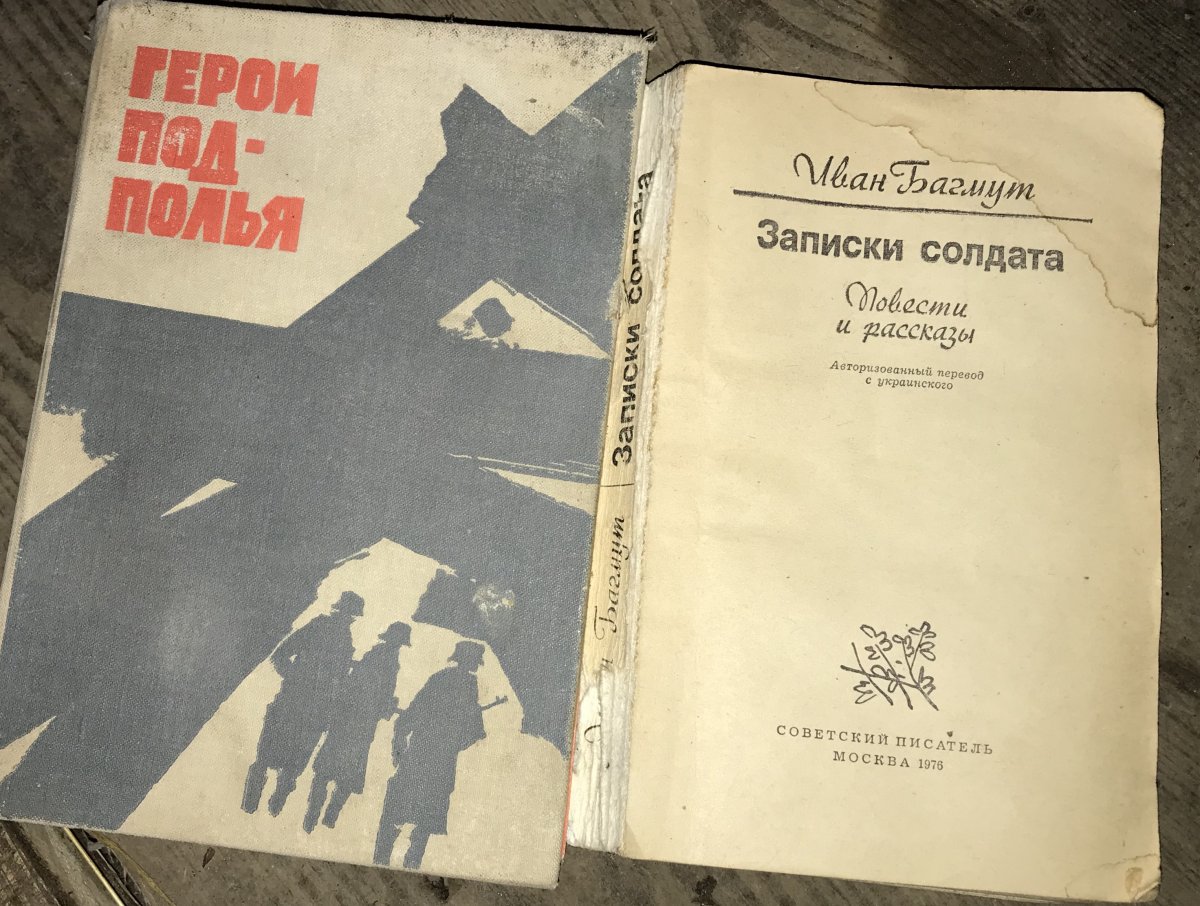 ГЕРОИ
ПОД-
ПОЛЬЯ
Багмут | Записки солдата
Иван Багмут
Записки солдата
Повести
и рассказы
Авторизованный перевод
с украинского
СОВЕТСКИЙ ПИСАТЕЛЬ
МОСКВА 1976